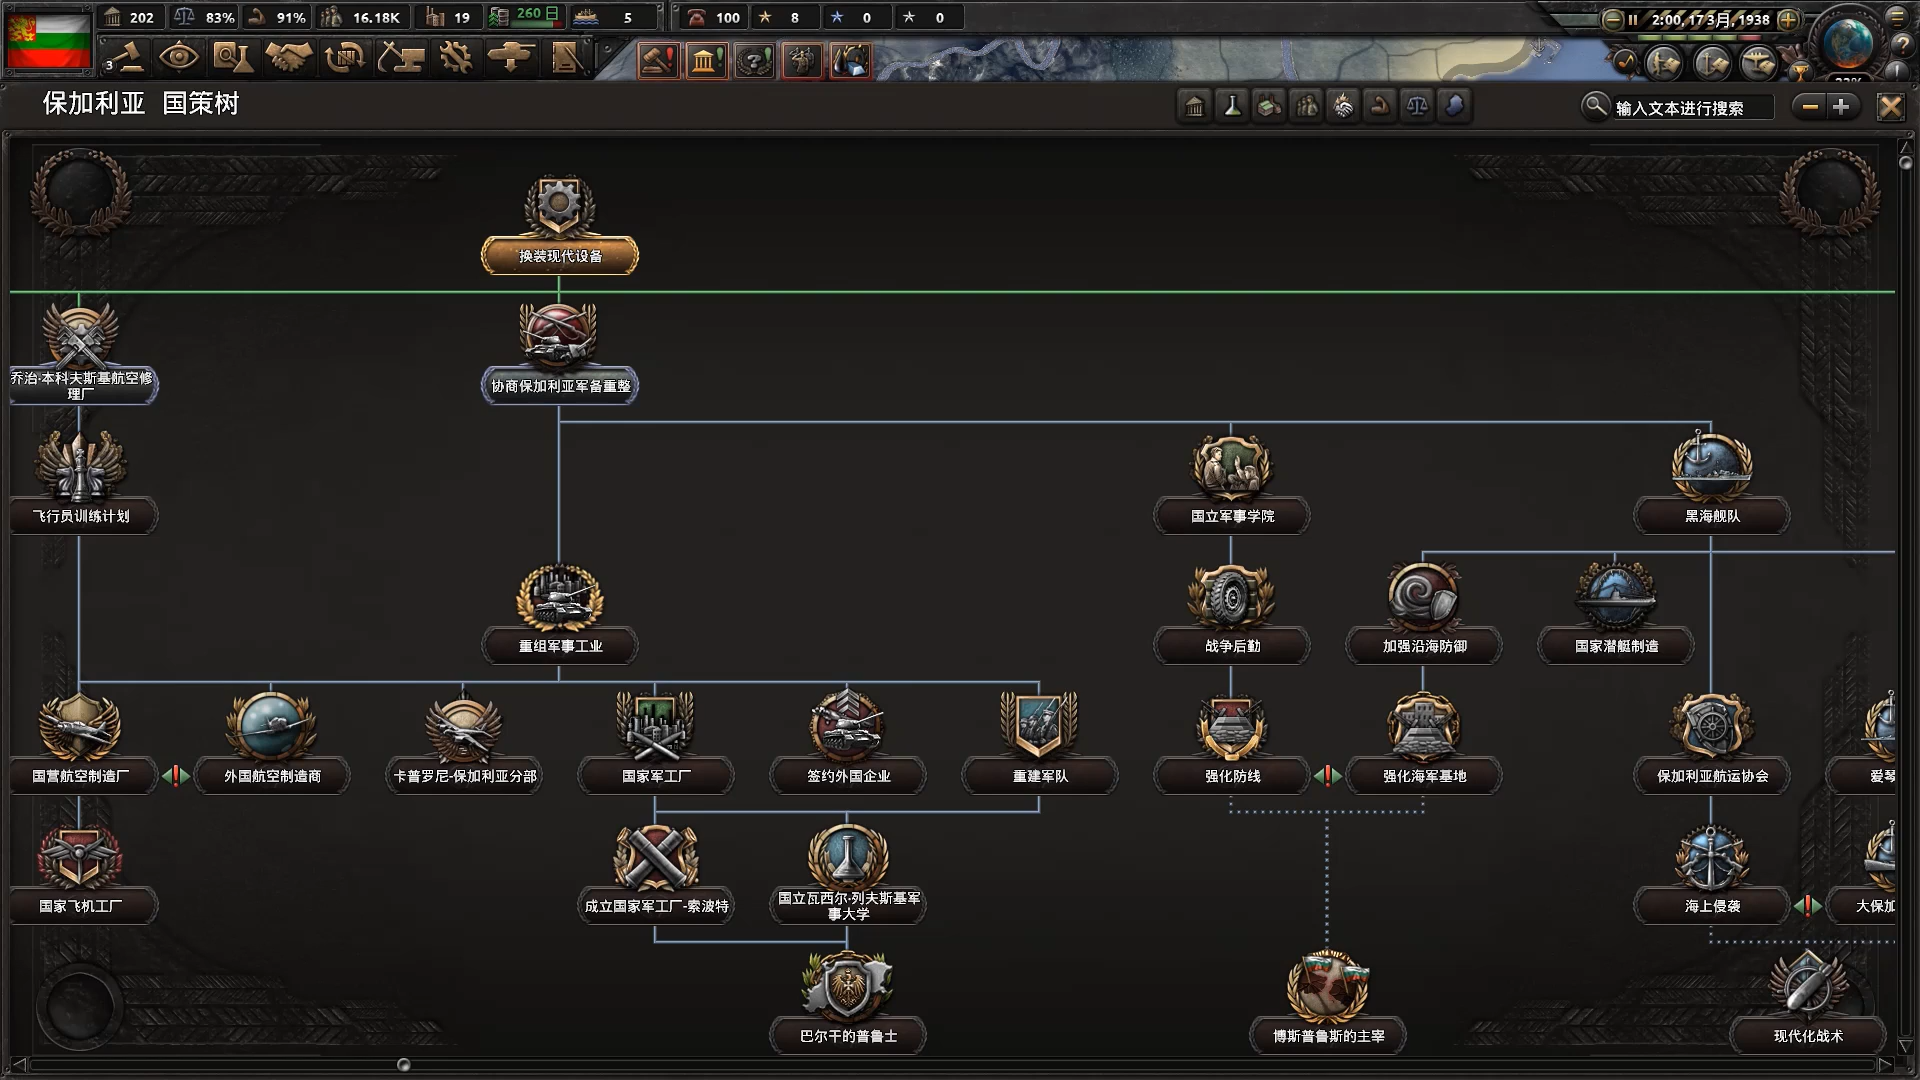 202 83% 91% 16.18K 19 260 5 100 8 0 0
2:00, 17 3月, 1938
3
保加利亚 国策树
输入文本进行搜索
换装现代设备
乔治·本科夫斯基航空修
理厂
协商保加利亚军备重整
飞行员训练计划
国立军事学院
黑海舰队
重组军事工业
战争后勤
加强沿海防御
国家潜艇制造
国营航空制造厂
外国航空制造商
卡普罗尼-保加利亚分部
国家军工厂
签约外国企业
重建军队
强化防线
强化海军基地
保加利亚航运协会
爱琴
国家飞机工厂
成立国家军工厂-索波特
国立瓦西尔·列夫斯基军
事大学
海上侵袭
大保加
巴尔干的普鲁士
博斯普鲁斯的主宰
现代化战术